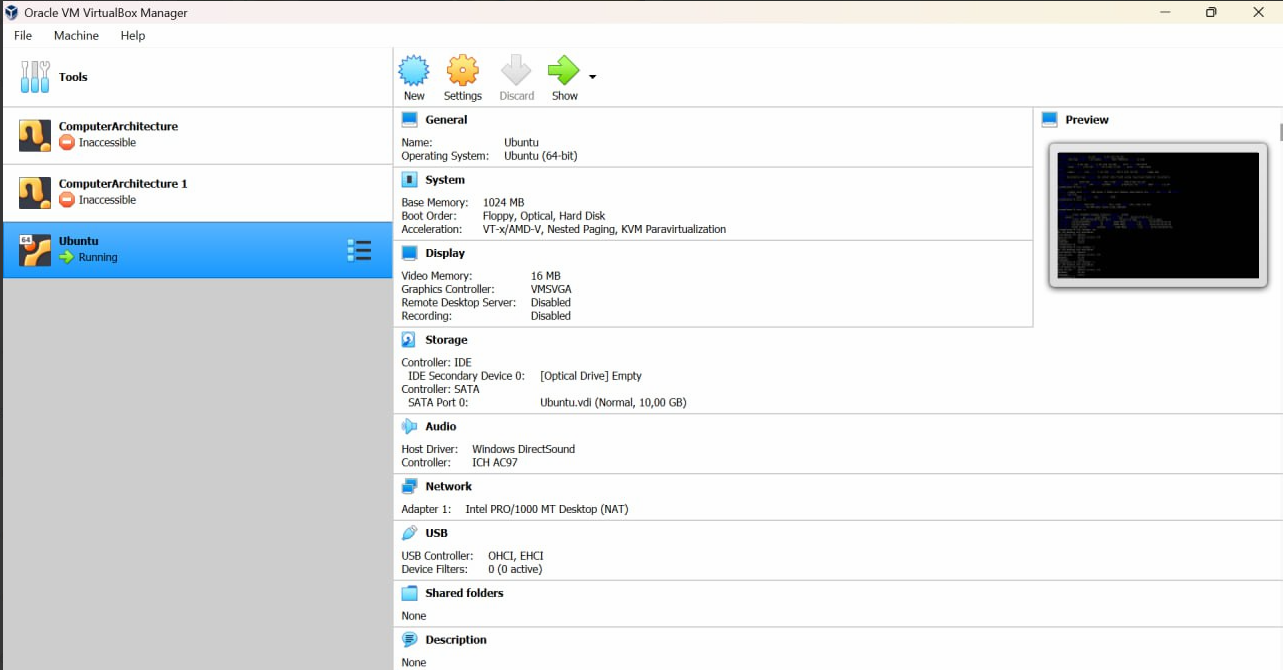 Oracle VM VirtualBox Manager
File Machine Help
Tools
ComputerArchitecture
Inaccessible
ComputerArchitecture 1
Inaccessible
64
Ubuntu
Running
New Settings Discard Show
General
Name: Ubuntu
Operating System: Ubuntu (64-bit)
System
Base Memory: 1024 MB
Boot Order: Floppy, Optical, Hard Disk
Acceleration: VT-x/AMD-V, Nested Paging, KVM Paravirtualization
Display
Video Memory: 16 MB
Graphics Controller: VMSVGA
Remote Desktop Server: Disabled
Recording: Disabled
Storage
Controller: IDE
IDE Secondary Device 0: [Optical Drive] Empty
Controller: SATA
SATA Port 0: Ubuntu.vdi (Normal, 10,00 GB)
Audio
Host Driver: Windows DirectSound
Controller: ICH AC97
Network
Adapter 1: Intel PRO/1000 MT Desktop (NAT)
USB
USB Controller: OHCI, EHCI
Device Filters: 0 (0 active)
Shared folders
None
Description
None
Preview